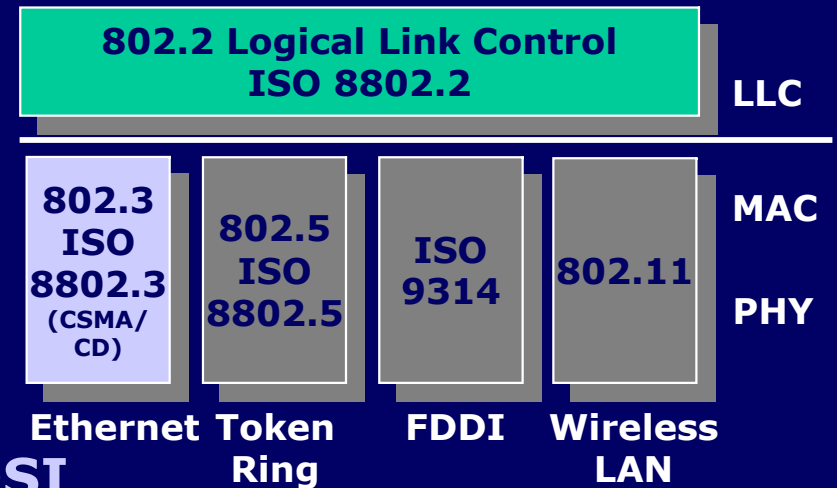 802.2 Logical Link Control
ISO 8802.2
LLC
802.3
ISO
8802.3
(CSMA/
CD)
802.5
ISO
8802.5
ISO
9314
802.11
MAC
PHY
Ethernet
Token
Ring
FDDI
Wireless
LAN
SI